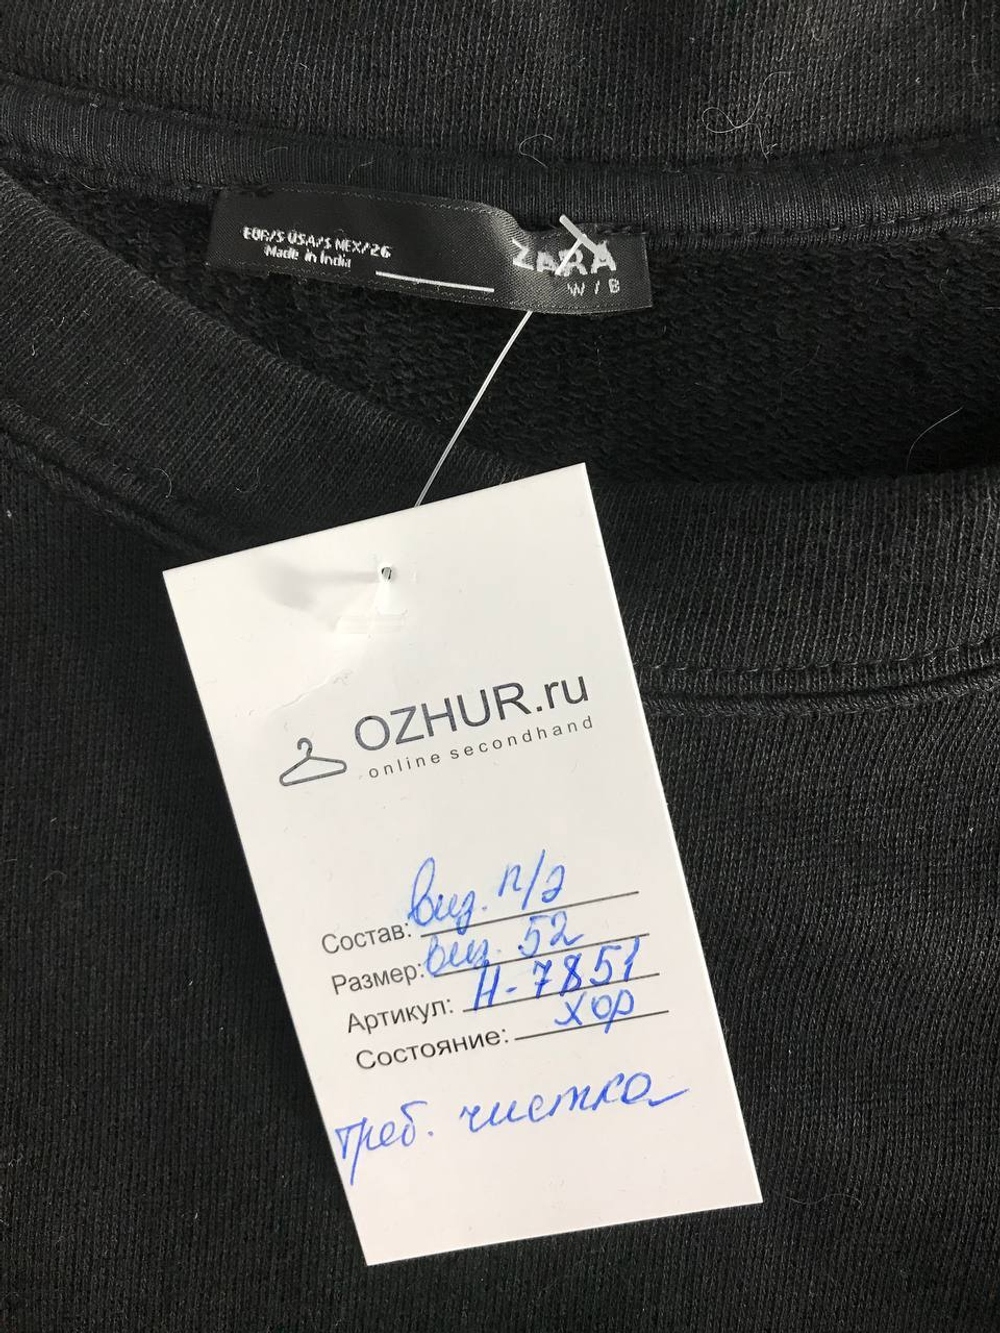 EUR/S USA/S MEX/26
Made in India
ZARA
W / B
OZHUR.ru
online secondhand
Состав: виз. п/э
Размер: виз. 52
Артикул: Н-7851
Состояние: хор
треб. чистка